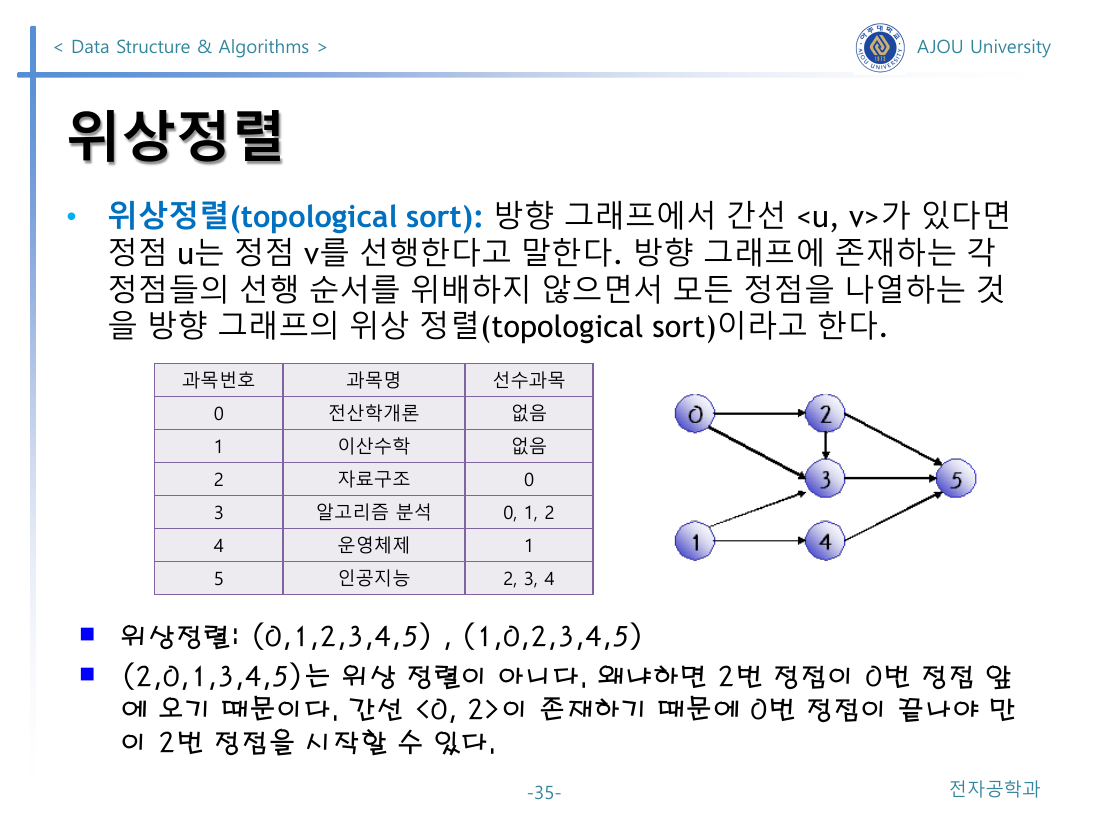 < Data Structure & Algorithms >
AJOU University
위상정렬
• 위상정렬(topological sort): 방향 그래프에서 간선 <u, v>가 있다면
정점 u는 정점 v를 선행한다고 말한다. 방향 그래프에 존재하는 각
정점들의 선행 순서를 위배하지 않으면서 모든 정점을 나열하는 것
을 방향 그래프의 위상 정렬(topological sort)이라고 한다.
과목번호 과목명 선수과목
0 전산학개론 없음
1 이산수학 없음
2 자료구조 0
3 알고리즘 분석 0, 1, 2
4 운영체제 1
5 인공지능 2, 3, 4
0 2
3 5
1 4
위상정렬: (0,1,2,3,4,5) , (1,0,2,3,4,5)
(2,0,1,3,4,5)는 위상 정렬이 아니다. 왜냐하면 2번 정점이 0번 정점 앞
에 오기 때문이다. 간선 <0, 2>이 존재하기 때문에 0번 정점이 끝나야 만
이 2번 정점을 시작할 수 있다.
-35-
전자공학과